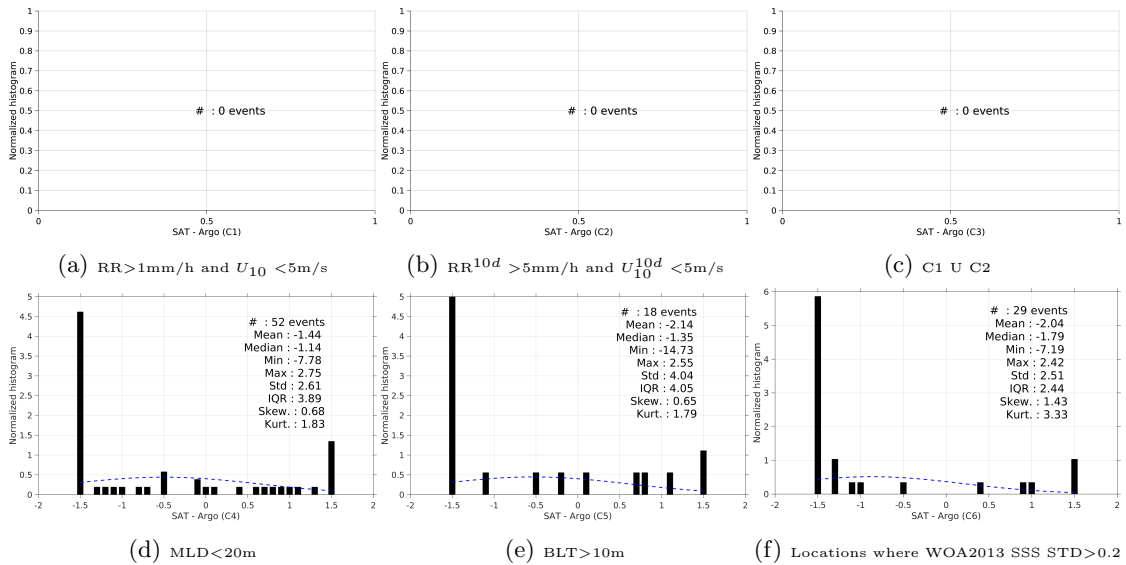 1
0.9
0.8
0.7
0.6
0.5
0.4
0.3
0.2
0.1
0
Normalized histogram
# : 0 events
0 0.5 1
SAT - Argo (C1)
(a) RR>1mm/h and U10 <5m/s
1
0.9
0.8
0.7
0.6
0.5
0.4
0.3
0.2
0.1
0
Normalized histogram
# : 0 events
0 0.5 1
SAT - Argo (C2)
(b) RR10d >5mm/h and U10 10d <5m/s
1
0.9
0.8
0.7
0.6
0.5
0.4
0.3
0.2
0.1
0
Normalized histogram
# : 0 events
0 0.5 1
SAT - Argo (C3)
(c) C1 U C2
5
4.5
4
3.5
3
2.5
2
1.5
1
0.5
0
Normalized histogram
# : 52 events
Mean : -1.44
Median : -1.14
Min : -7.78
Max : 2.75
Std : 2.61
IQR : 3.89
Skew. : 0.68
Kurt. : 1.83
-2 -1.5 -1 -0.5 0 0.5 1 1.5 2
SAT - Argo (C4)
(d) MLD<20m
5
4.5
4
3.5
3
2.5
2
1.5
1
0.5
0
Normalized histogram
# : 18 events
Mean : -2.14
Median : -1.35
Min : -14.73
Max : 2.55
Std : 4.04
IQR : 4.05
Skew. : 0.65
Kurt. : 1.79
-2 -1.5 -1 -0.5 0 0.5 1 1.5 2
SAT - Argo (C5)
(e) BLT>10m
6
5
4
3
2
1
0
Normalized histogram
# : 29 events
Mean : -2.04
Median : -1.79
Min : -7.19
Max : 2.42
Std : 2.51
IQR : 2.44
Skew. : 1.43
Kurt. : 3.33
-2 -1.5 -1 -0.5 0 0.5 1 1.5 2
SAT - Argo (C6)
(f) Locations where WOA2013 SSS STD>0.2